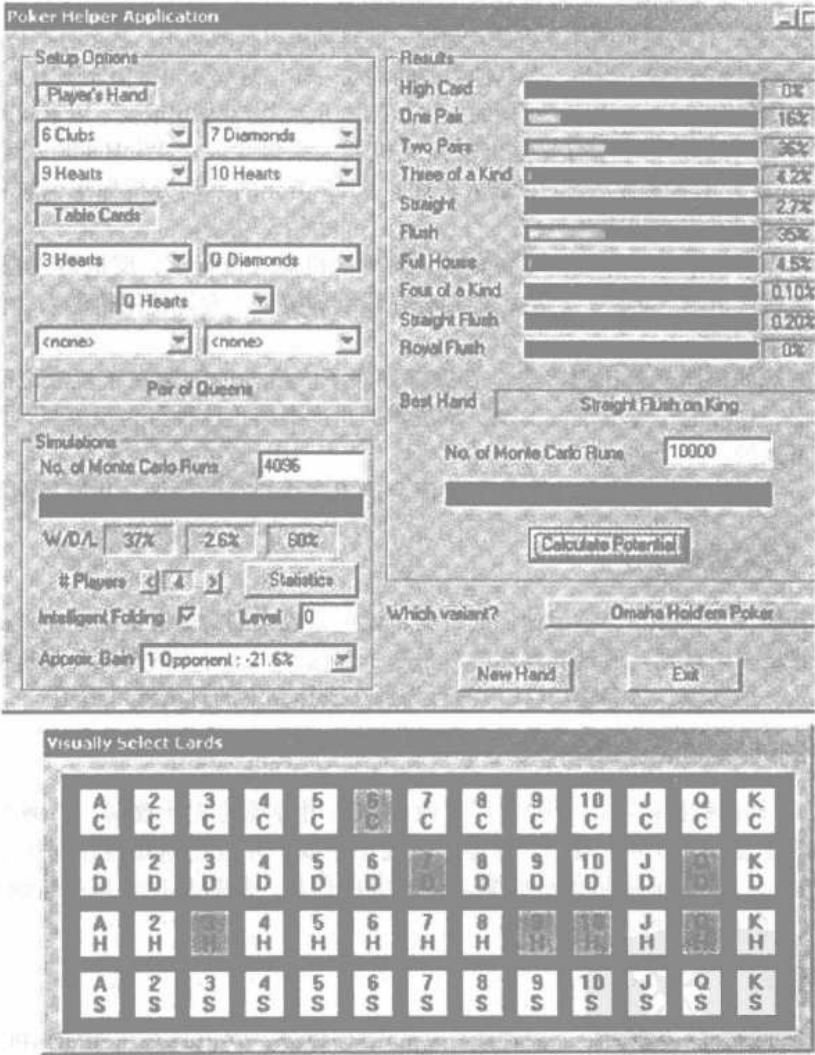 Poker Helper Application
Setup Options
Player's Hand
6 Clubs 7 Diamonds
9 Hearts 10 Hearts
Table Cards
3 Hearts Q Diamonds
Q Hearts
<none> <none>
Pair of Queens
Simulations
No. of Monte Carlo Runs 4096
W/D/L 37% 2.6% 60%
# Players < 4 > Statistics
Intelligent Folding Level 0
Approx. Gain 1 Opponent : -21.6%
Results
High Card 0%
One Pair 16%
Two Pairs 36%
Three of a Kind 4.2%
Straight 2.7%
Flush 35%
Full House 4.5%
Four of a Kind 0.10%
Straight Flush 0.20%
Royal Flush 0%
Best Hand Straight Flush on King
No. of Monte Carlo Runs 10000
Calculate Potential
Which variant? Omaha Hold'em Poker
New Hand Exit
Visually Select Cards
A 2 3 4 5 6 7 8 9 10 J Q K
C C C C C C C C C C C C C
A 2 3 4 5 6 7 8 9 10 J Q K
D D D D D D D D D D D D D
A 2 3 4 5 6 7 8 9 10 J Q K
H H H H H H H H H H H H H
A 2 3 4 5 6 7 8 9 10 J Q K
S S S S S S S S S S S S S